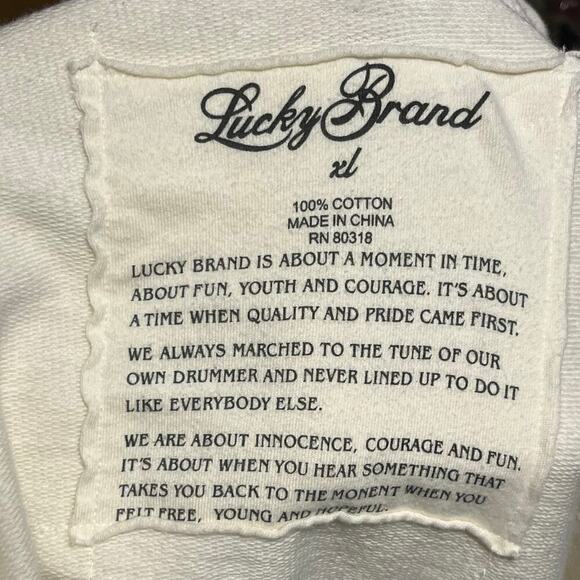 Lucky Brand
xl
100% COTTON
MADE IN CHINA
RN 80318
LUCKY BRAND IS ABOUT A MOMENT IN TIME,
ABOUT FUN, YOUTH AND COURAGE. IT'S ABOUT
A TIME WHEN QUALITY AND PRIDE CAME FIRST.
WE ALWAYS MARCHED TO THE TUNE OF OUR
OWN DRUMMER AND NEVER LINED UP TO DO IT
LIKE EVERYBODY ELSE.
WE ARE ABOUT INNOCENCE, COURAGE AND FUN.
IT'S ABOUT WHEN YOU HEAR SOMETHING THAT
TAKES YOU BACK TO THE MONENT WHEN YOU
FELT FREE, YOUNG AND HOPEFUL.